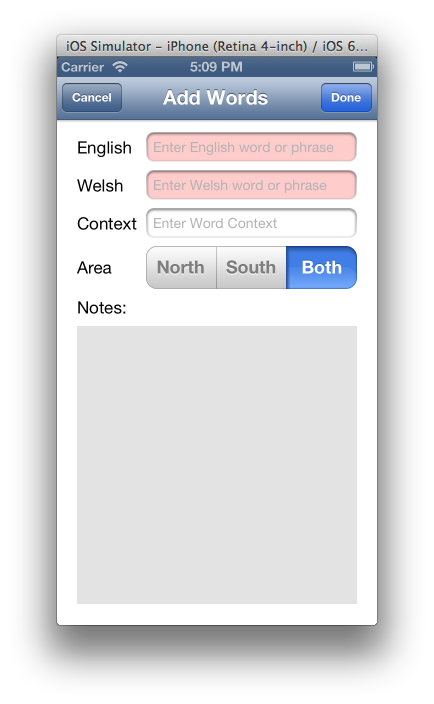 iOS Simulator – iPhone (Retina 4-inch) / iOS 6...
Carrier 5:09 PM
Cancel Add Words Done
English Enter English word or phrase
Welsh Enter Welsh word or phrase
Context Enter Word Context
Area North South Both
Notes: